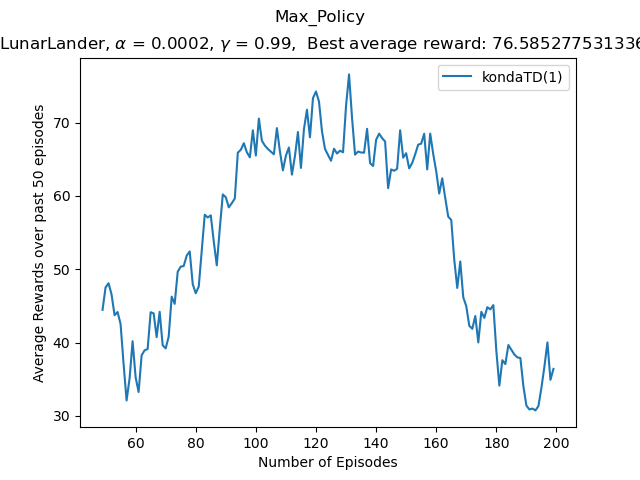 Max_Policy
LunarLander, α = 0.0002, γ = 0.99,  Best average reward: 76.585277531336
kondaTD(1)
Average Rewards over past 50 episodes
70
60
50
40
30
60 80 100 120 140 160 180 200
Number of Episodes